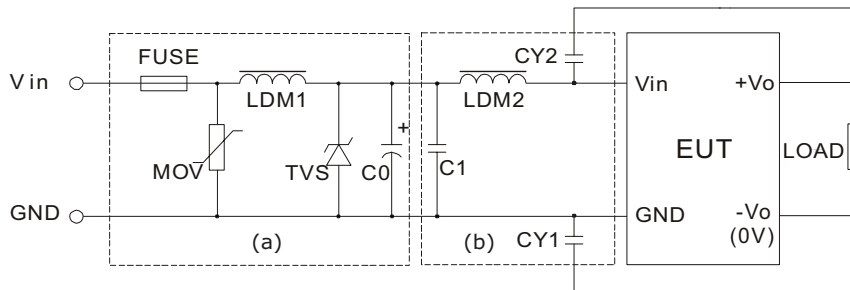 FUSE
CY2
Vin
LDM1
LDM2
Vin
+Vo
+
MOV
TVS
C0
C1
EUT
LOAD
GND
GND
-Vo
(0V)
(a)
(b)
CY1